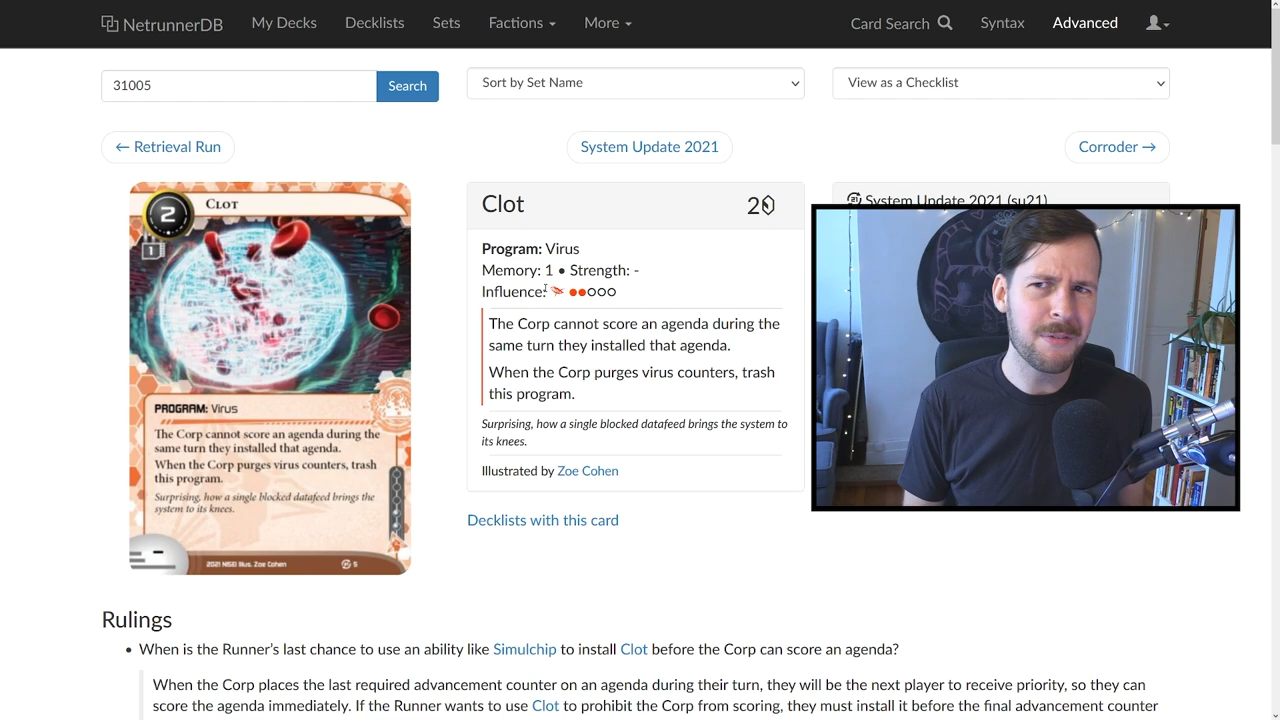 NetrunnerDB My Decks Decklists Sets Factions More Card Search Syntax Advanced
31005 Search Sort by Set Name View as a Checklist
← Retrieval Run System Update 2021 Corroder →
2
CLOT
1
PROGRAM: Virus
The Corp cannot score an agenda during the
same turn they installed that agenda.
When the Corp purges virus counters, trash
this program.
Surprising, how a single blocked datafeed brings the
system to its knees.
–
2021 NISEI Illus. Zoe Cohen 5
Clot 2
Program: Virus
Memory: 1 • Strength: -
Influence:
The Corp cannot score an agenda during the
same turn they installed that agenda.
When the Corp purges virus counters, trash
this program.
Surprising, how a single blocked datafeed brings the system to
its knees.
Illustrated by Zoe Cohen
Decklists with this card
System Update 2021 (su21)
Rulings
• When is the Runner's last chance to use an ability like Simulchip to install Clot before the Corp can score an agenda?
When the Corp places the last required advancement counter on an agenda during their turn, they will be the next player to receive priority, so they can
score the agenda immediately. If the Runner wants to use Clot to prohibit the Corp from scoring, they must install it before the final advancement counter